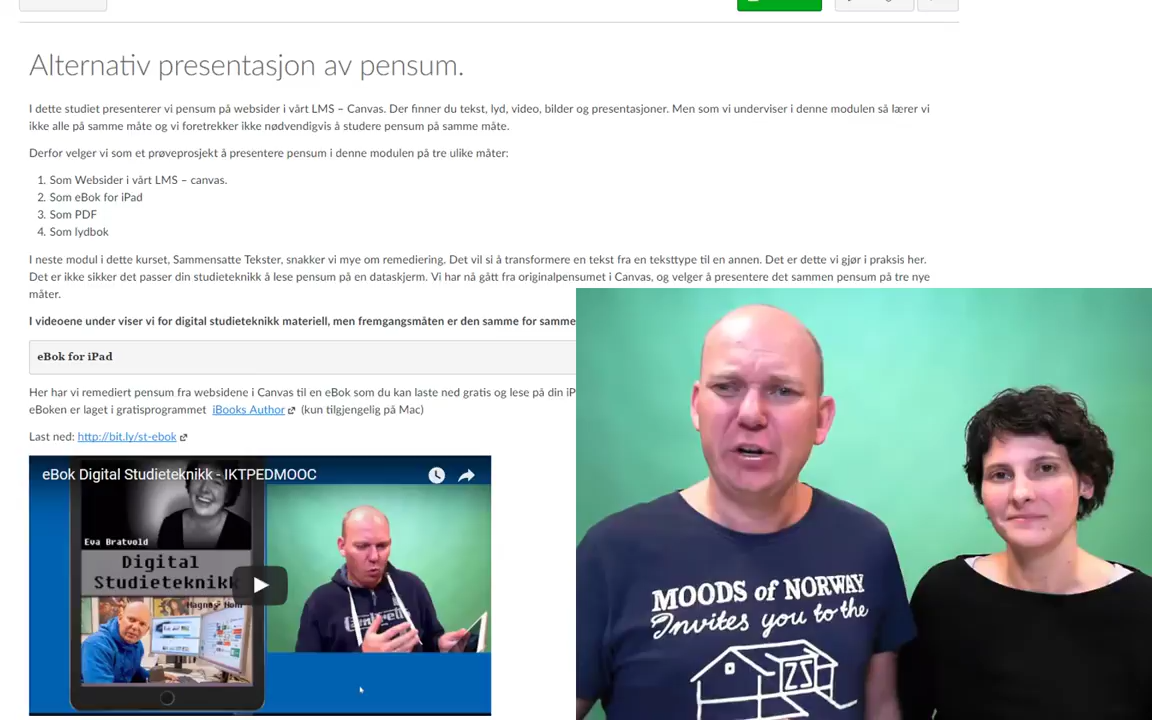 Alternativ presentasjon av pensum.
I dette studiet presenterer vi pensum på websider i vårt LMS – Canvas. Der finner du tekst, lyd, video, bilder og presentasjoner. Men som vi underviser i denne modulen så lærer vi
ikke alle på samme måte og vi foretrekker ikke nødvendigvis å studere pensum på samme måte.
Derfor velger vi som et prøveprosjekt å presentere pensum i denne modulen på tre ulike måter:
1. Som Websider i vårt LMS – canvas.
2. Som eBok for iPad
3. Som PDF
4. Som lydbok
I neste modul i dette kurset, Sammensatte Tekster, snakker vi mye om remediering. Det vil si å transformere en tekst fra en teksttype til en annen. Det er dette vi gjør i praksis her.
Det er ikke sikker det passer din studieteknikk å lese pensum på en dataskjerm. Vi har nå gått fra originalpensumet i Canvas, og velger å presentere det sammen pensum på tre nye
måter.
I videoene under viser vi for digital studieteknikk materiell, men fremgangsmåten er den samme for samme
eBok for iPad
Her har vi remediert pensum fra websidene i Canvas til en eBok som du kan laste ned gratis og lese på din iP
eBoken er laget i gratisprogrammet iBooks Author (kun tilgjengelig på Mac)
Last ned: http://bit.ly/st-ebok
eBok Digital Studieteknikk - IKTPEDMOOC
Eva Bratvold
Digital
Studieteknikk
MOODS of NORWAY
Invites you to the
ZS